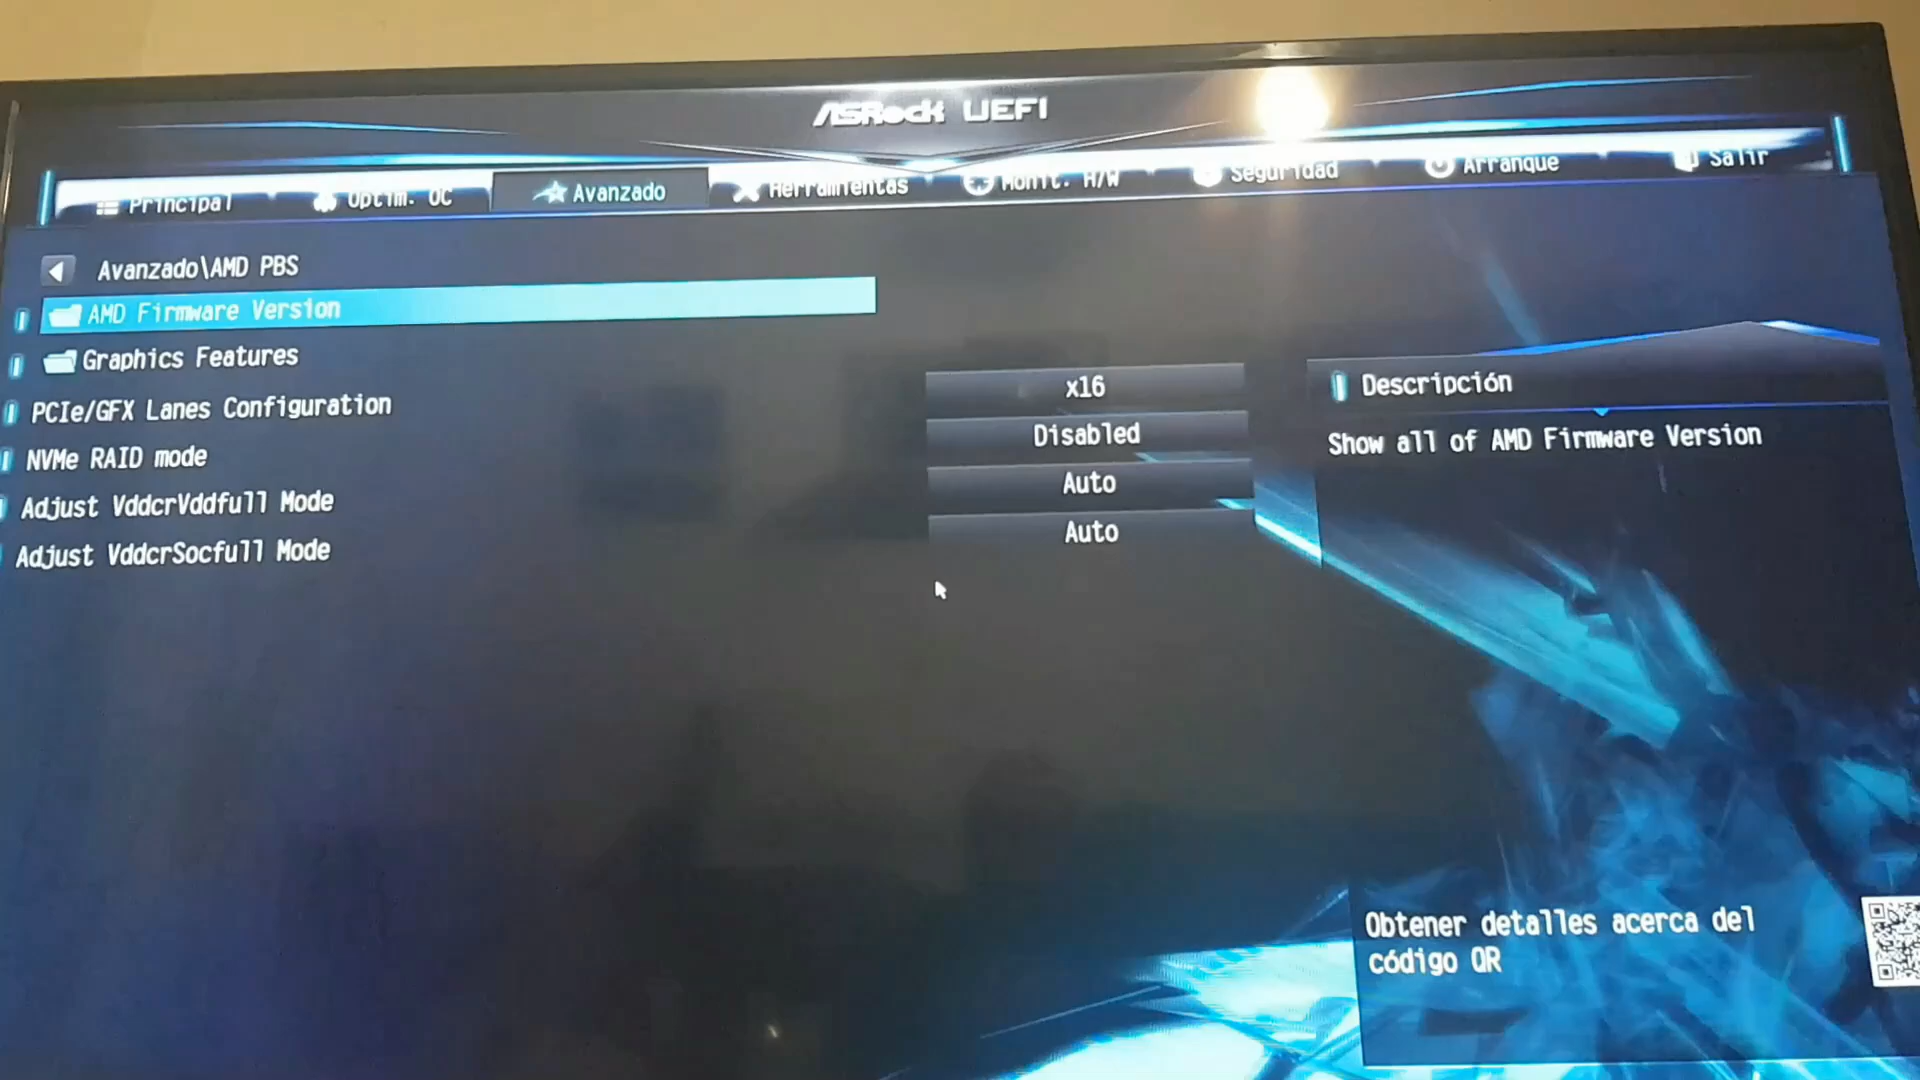 ASRock UEFI
Principal
Optim. OC
Avanzado
Herramientas
Monit. H/W
Seguridad
Arranque
Salir
Avanzado\AMD PBS
AMD Firmware Version
Graphics Features
PCIe/GFX Lanes Configuration
x16
NVMe RAID mode
Disabled
Adjust VddcrVddfull Mode
Auto
Adjust VddcrSocfull Mode
Auto
Descripción
Show all of AMD Firmware Version
Obtener detalles acerca del
código QR